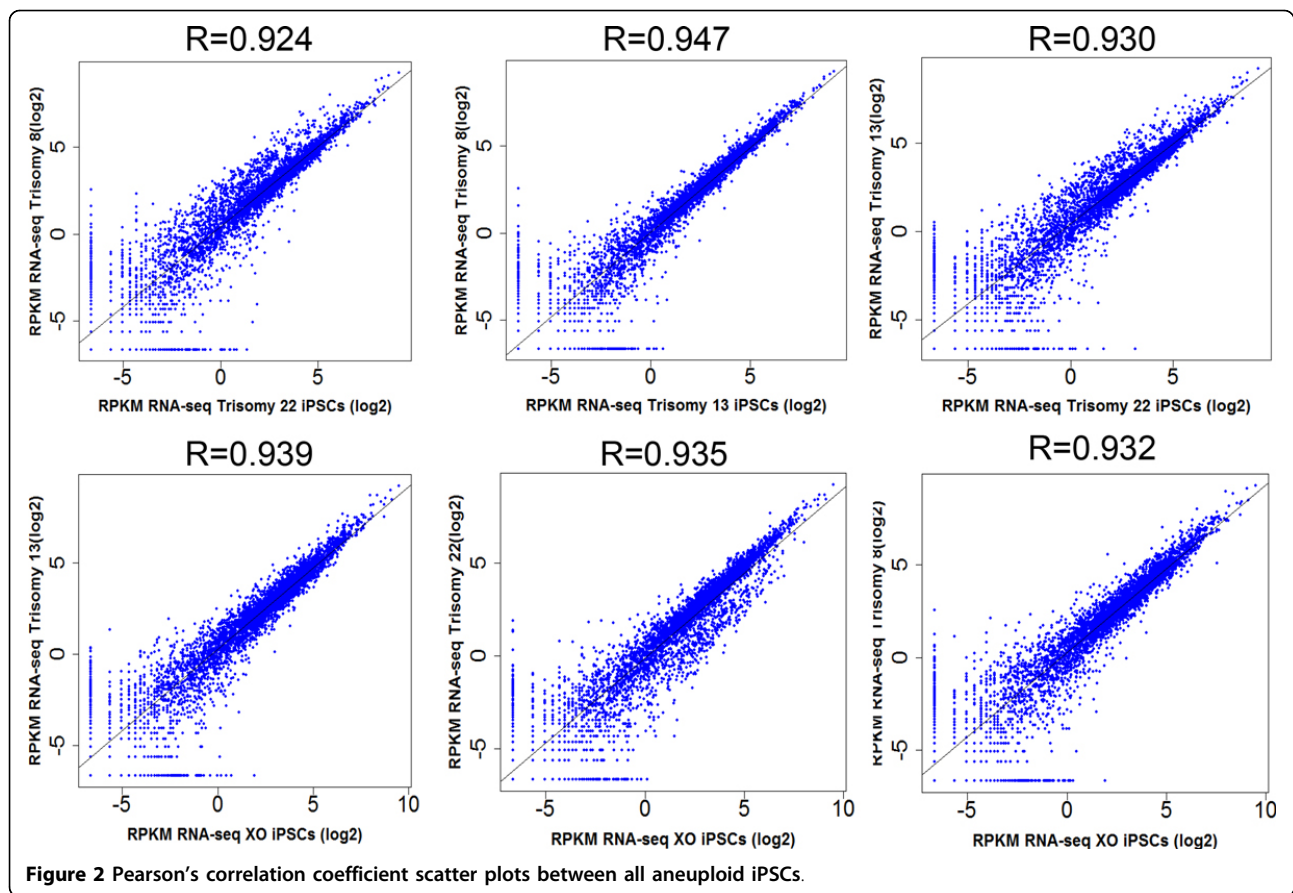 R=0.924
RPKM RNA-seq Trisomy 8(log2)
5
0
-5
-5 0 5
RPKM RNA-seq Trisomy 22 iPSCs (log2)
R=0.947
RPKM RNA-seq Trisomy 8(log2)
5
0
-5
-5 0 5
RPKM RNA-seq Trisomy 13 iPSCs (log2)
R=0.930
RPKM RNA-seq Trisomy 13(log2)
5
0
-5
-5 0 5
RPKM RNA-seq Trisomy 22 iPSCs (log2)
R=0.939
RPKM RNA-seq Trisomy 13(log2)
5
0
-5
-5 0 5 10
RPKM RNA-seq XO iPSCs (log2)
R=0.935
RPKM RNA-seq Trisomy 22(log2)
5
0
-5
-5 0 5 10
RPKM RNA-seq XO iPSCs (log2)
R=0.932
RPKM RNA-seq Trisomy 8(log2)
5
0
-5
-5 0 5 10
RPKM RNA-seq XO iPSCs (log2)
Figure 2 Pearson's correlation coefficient scatter plots between all aneuploid iPSCs.